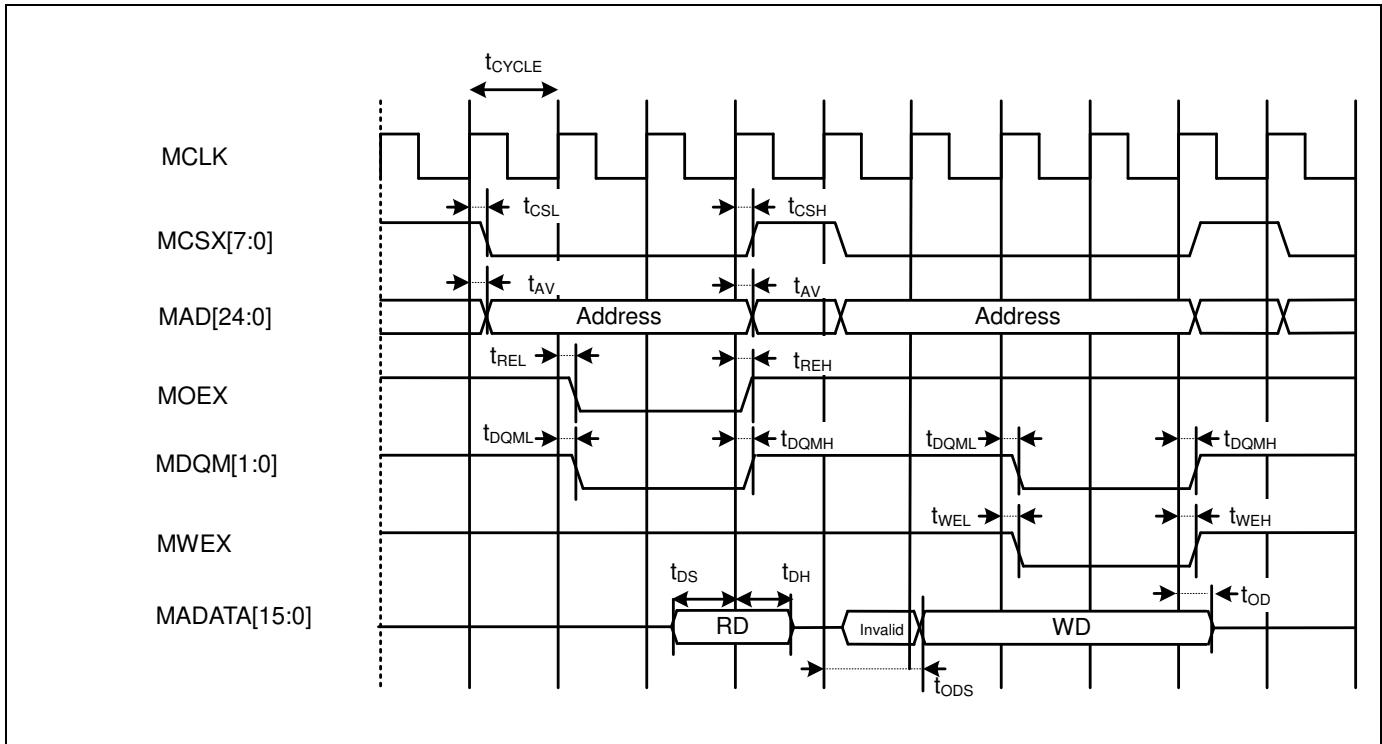 tCYCLE
MCLK
tCSL tCSH
MCSX[7:0]
tAV tAV
MAD[24:0] Address Address
tREL tREH
MOEX
tDQML tDQMH tDQML tDQMH
MDQM[1:0]
tWEL tWEH
MWEX
tDS tDH
tOD
MADATA[15:0] RD Invalid WD
tODS